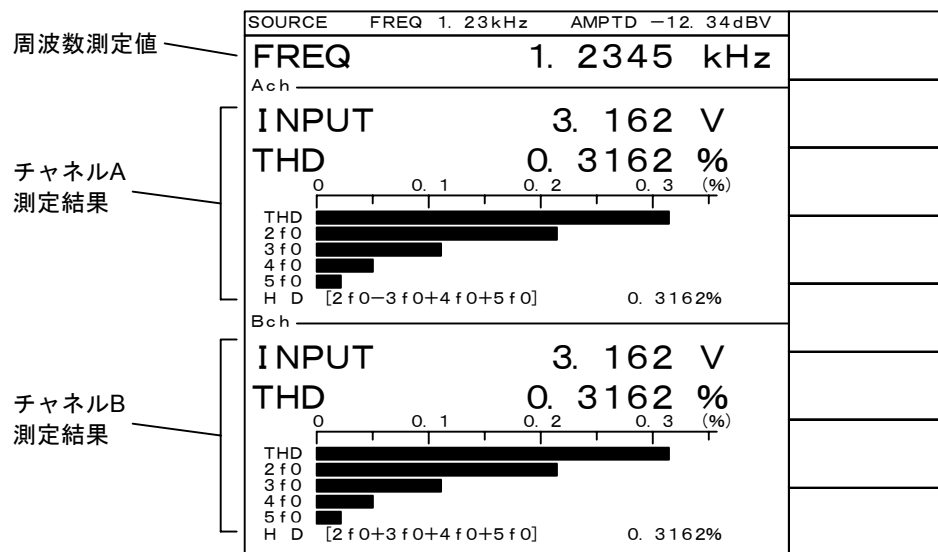 SOURCE FREQ 1. 23kHz AMPTD −12. 34dBV
周波数測定値
FREQ 1. 2345 kHz
Ach
INPUT 3. 162 V
THD 0. 3162 %
チャネルA
測定結果
0 0. 1 0. 2 0. 3 (%)
THD
2f0
3f0
4f0
5f0
H D [2f0−3f0+4f0+5f0] 0. 3162%
Bch
INPUT 3. 162 V
THD 0. 3162 %
チャネルB
測定結果
0 0. 1 0. 2 0. 3 (%)
THD
2f0
3f0
4f0
5f0
H D [2f0+3f0+4f0+5f0] 0. 3162%